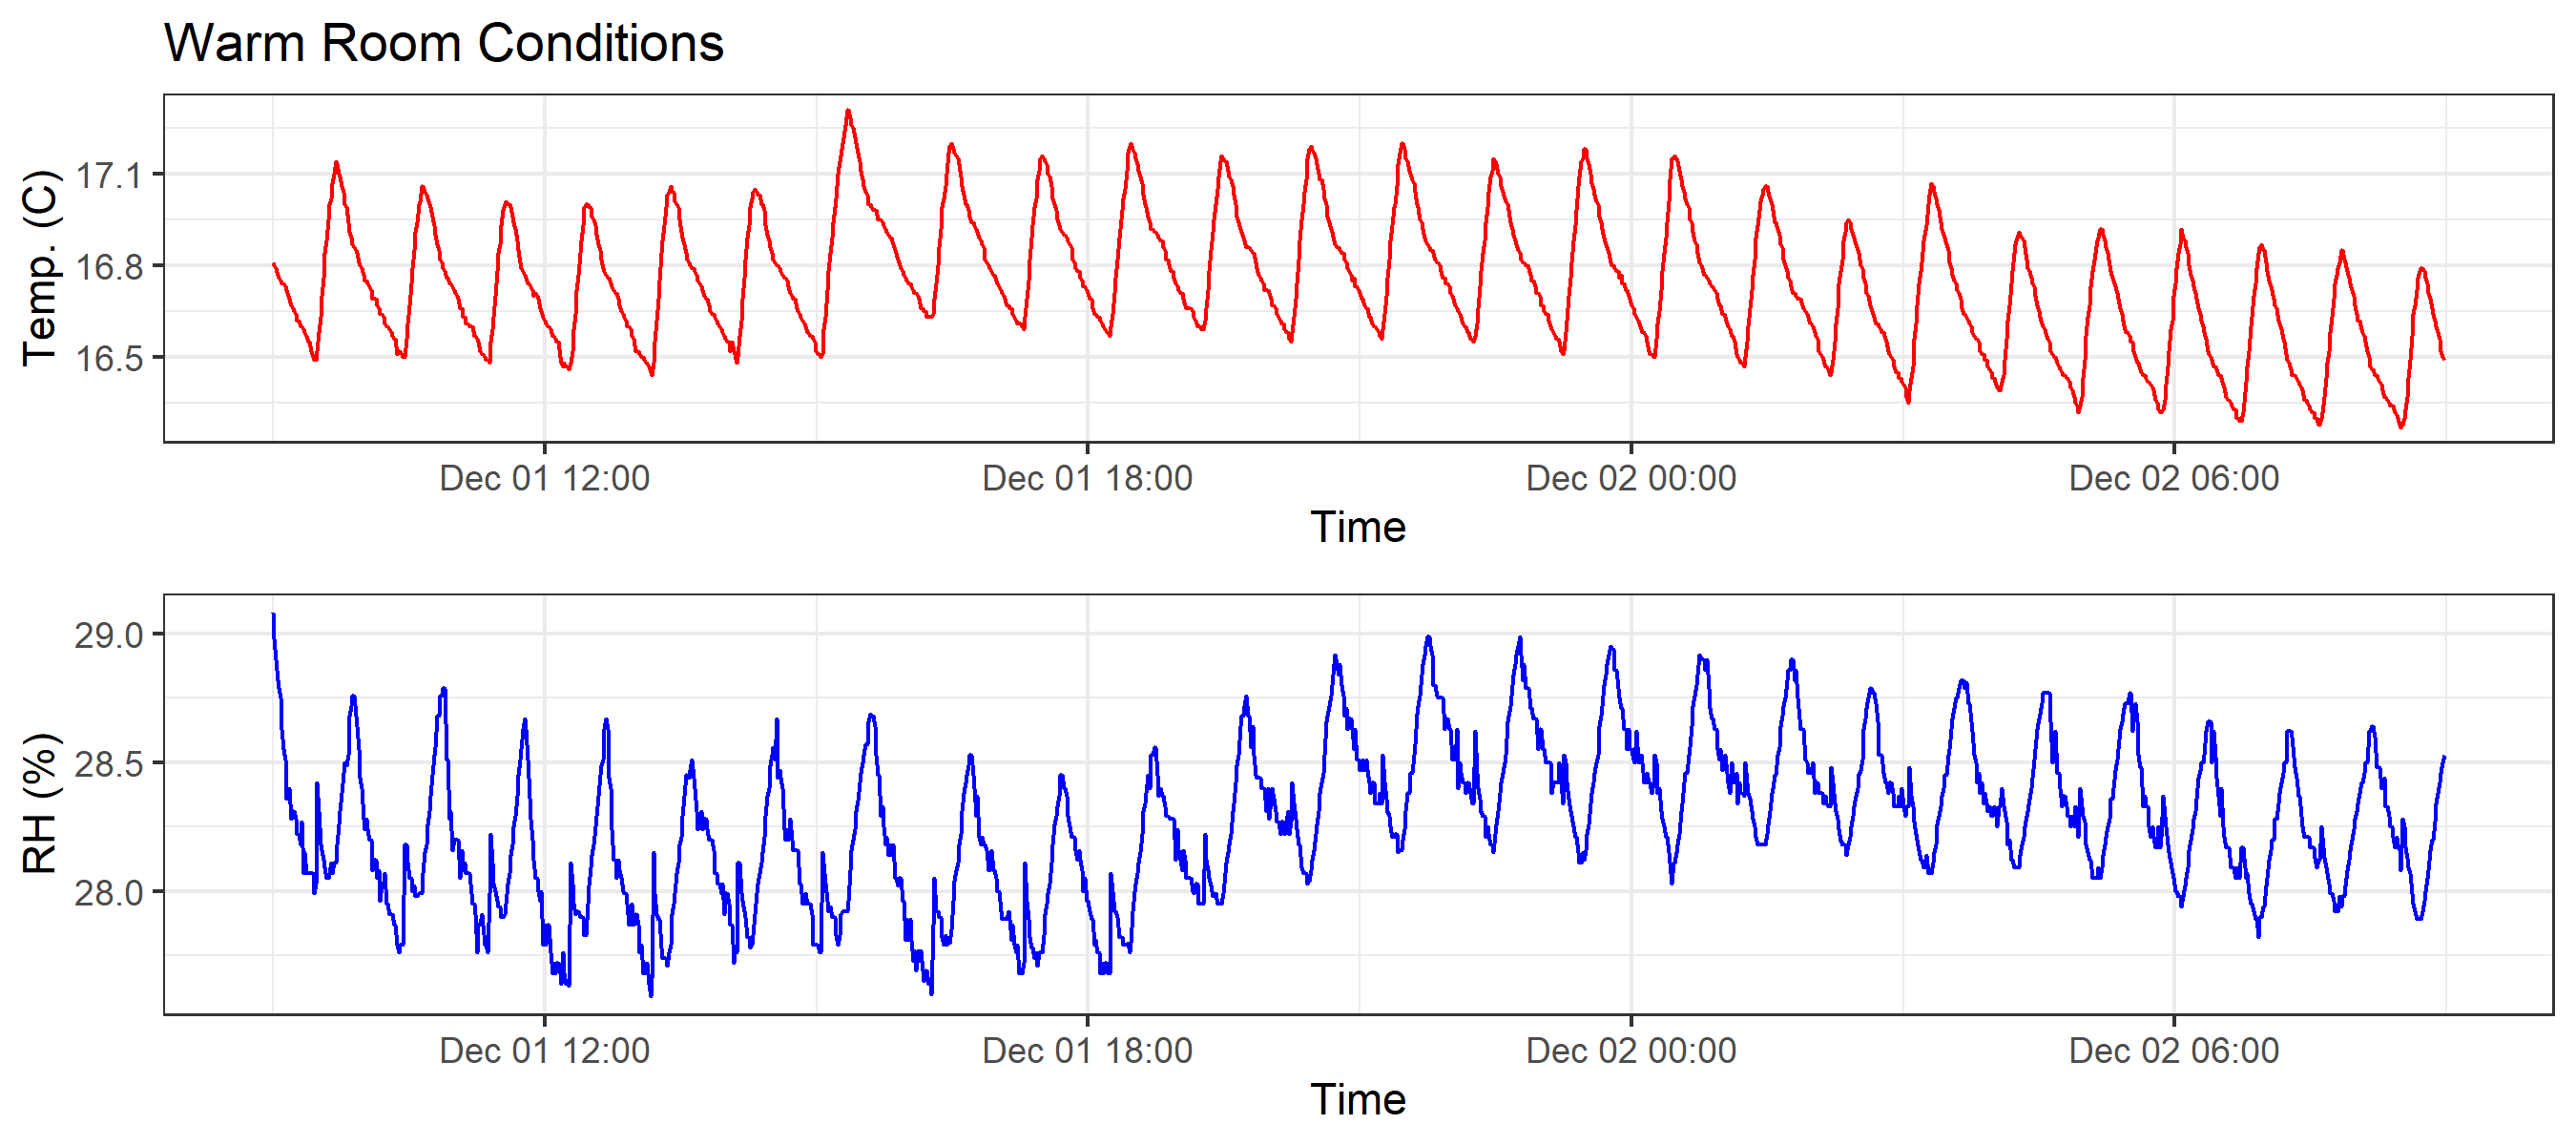 Warm Room Conditions
Temp. (C)
17.1
16.8
16.5
Dec 01 12:00 Dec 01 18:00 Dec 02 00:00 Dec 02 06:00
Time
RH (%)
29.0
28.5
28.0
Dec 01 12:00 Dec 01 18:00 Dec 02 00:00 Dec 02 06:00
Time